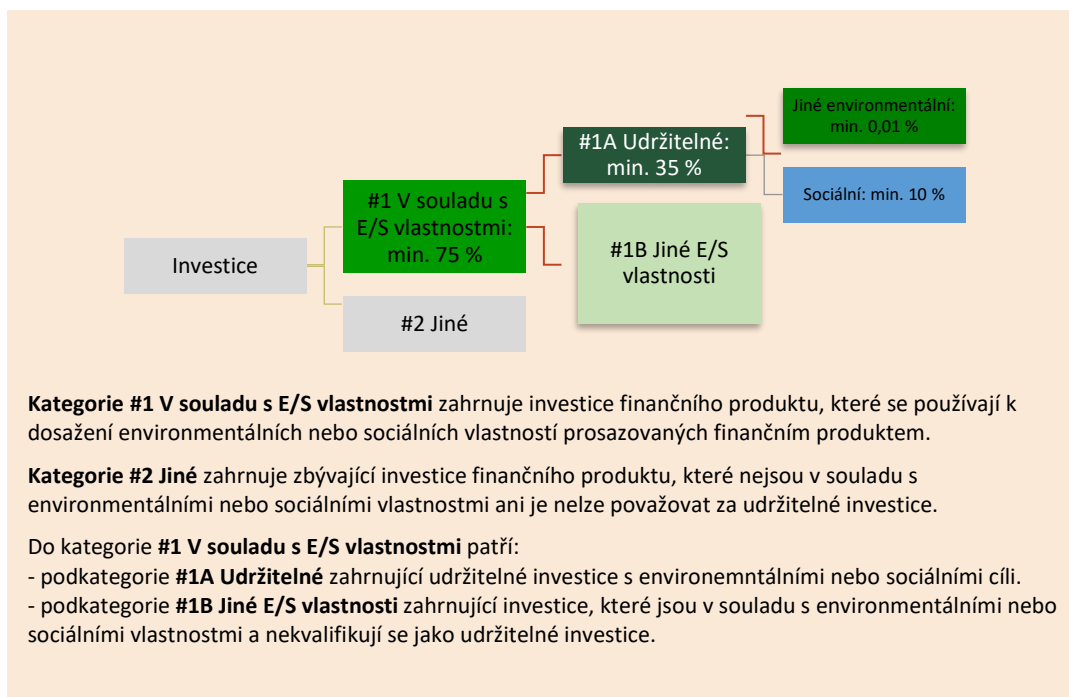 Jiné environmentální:
min. 0,01 %
#1A Udržitelné:
min. 35 %
Sociální: min. 10 %
#1 V souladu s
E/S vlastnostmi:
min. 75 %
#1B Jiné E/S
vlastnosti
Investice
#2 Jiné
Kategorie #1 V souladu s E/S vlastnostmi zahrnuje investice finančního produktu, které se používají k
dosažení environmentálních nebo sociálních vlastností prosazovaných finančním produktem.
Kategorie #2 Jiné zahrnuje zbývající investice finančního produktu, které nejsou v souladu s
environmentálními nebo sociálními vlastnostmi ani je nelze považovat za udržitelné investice.
Do kategorie #1 V souladu s E/S vlastnostmi patří:
- podkategorie #1A Udržitelné zahrnující udržitelné investice s environemntálními nebo sociálními cíli.
- podkategorie #1B Jiné E/S vlastnosti zahrnující investice, které jsou v souladu s environmentálními nebo
sociálními vlastnostmi a nekvalifikují se jako udržitelné investice.